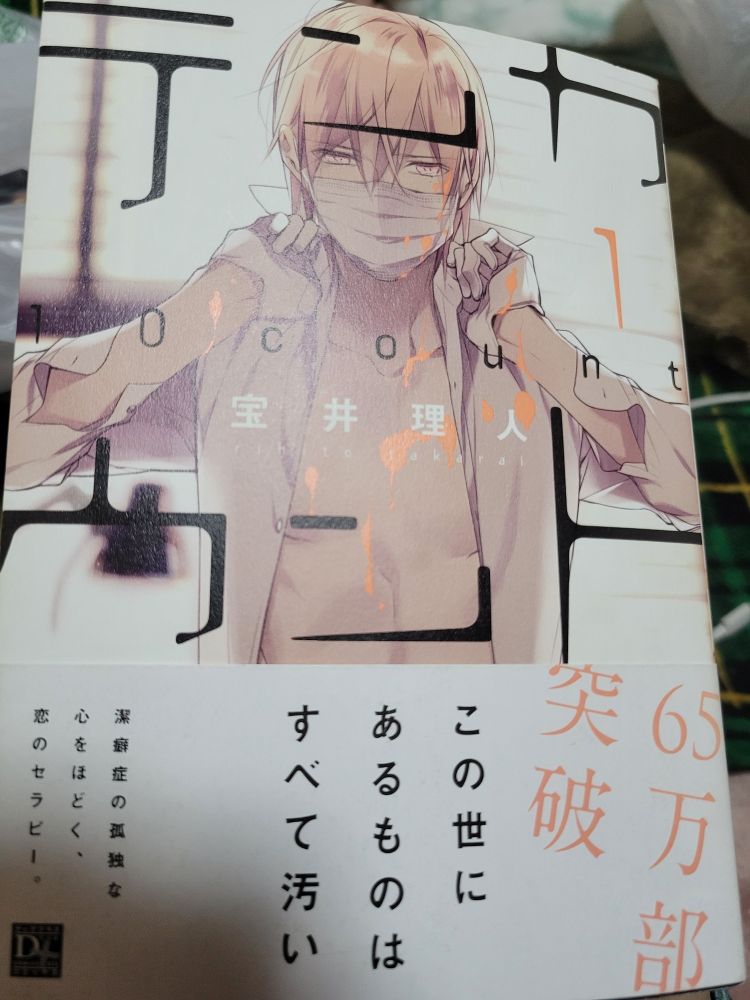 テンカウント
1
10 count
宝井理人
Rihito Takarai
65万部
突破
この世に
あるものは
すべて汚い
潔癖症の孤独な
心をほどく、
恋のセラピー。